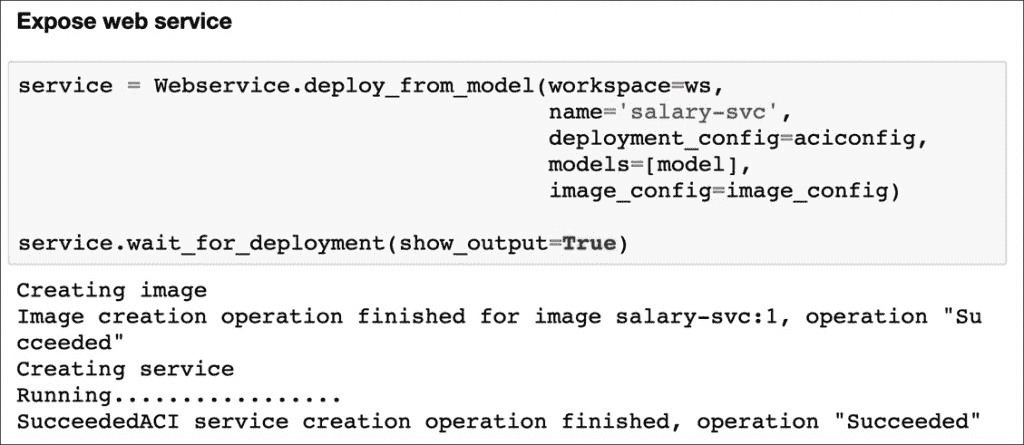 Expose web service
service = Webservice.deploy_from_model(workspace=ws,
name='salary-svc',
deployment_config=aciconfig,
models=[model],
image_config=image_config)
service.wait_for_deployment(show_output=True)
Creating image
Image creation operation finished for image salary-svc:1, operation "Su
cceeded"
Creating service
Running.................
SucceededACI service creation operation finished, operation "Succeeded"